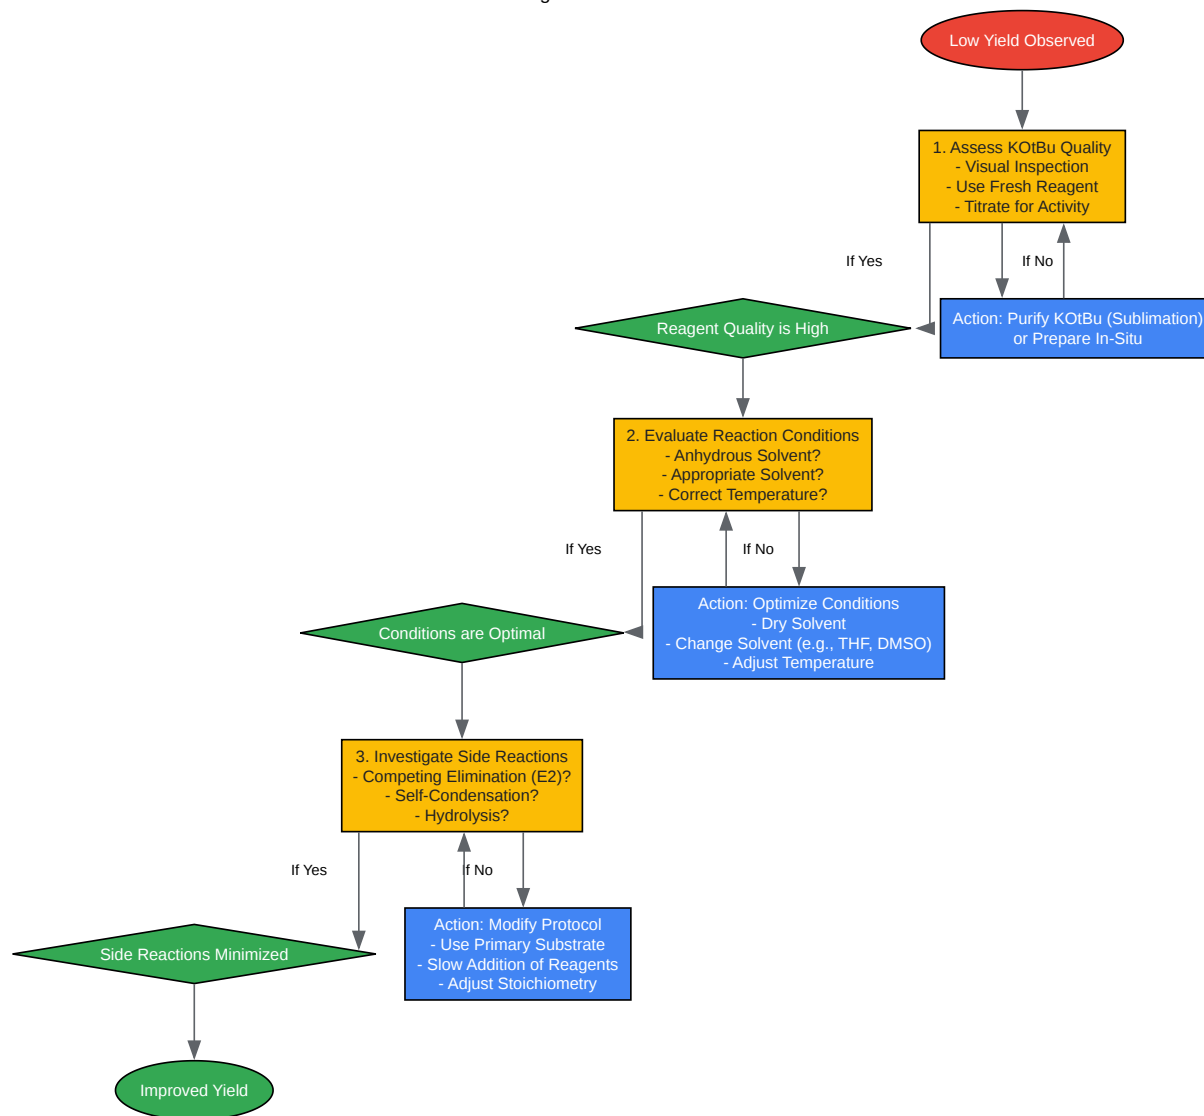 Low Yield Observed
1. Assess KOtBu Quality
- Visual Inspection
- Use Fresh Reagent
- Titrate for Activity
If Yes
If No
Reagent Quality is High
Action: Purify KOtBu (Sublimation)
or Prepare In-Situ
2. Evaluate Reaction Conditions
- Anhydrous Solvent?
- Appropriate Solvent?
- Correct Temperature?
If Yes
If No
Conditions are Optimal
Action: Optimize Conditions
- Dry Solvent
- Change Solvent (e.g., THF, DMSO)
- Adjust Temperature
3. Investigate Side Reactions
- Competing Elimination (E2)?
- Self-Condensation?
- Hydrolysis?
If Yes
If No
Side Reactions Minimized
Action: Modify Protocol
- Use Primary Substrate
- Slow Addition of Reagents
- Adjust Stoichiometry
Improved Yield